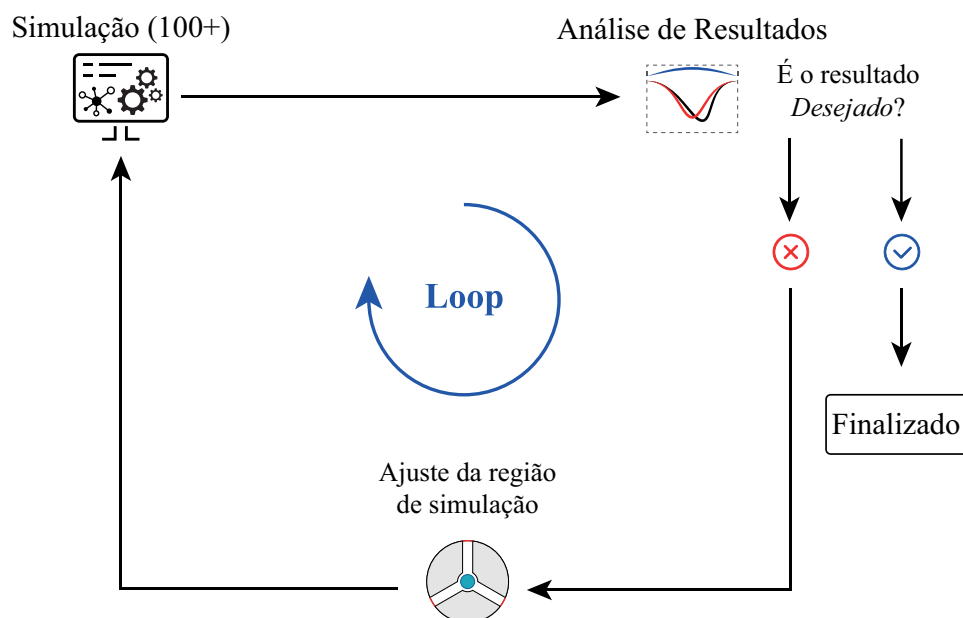 Simulação (100+)
Análise de Resultados
É o resultado
Desejado?
Loop
Finalizado
Ajuste da região
de simulação